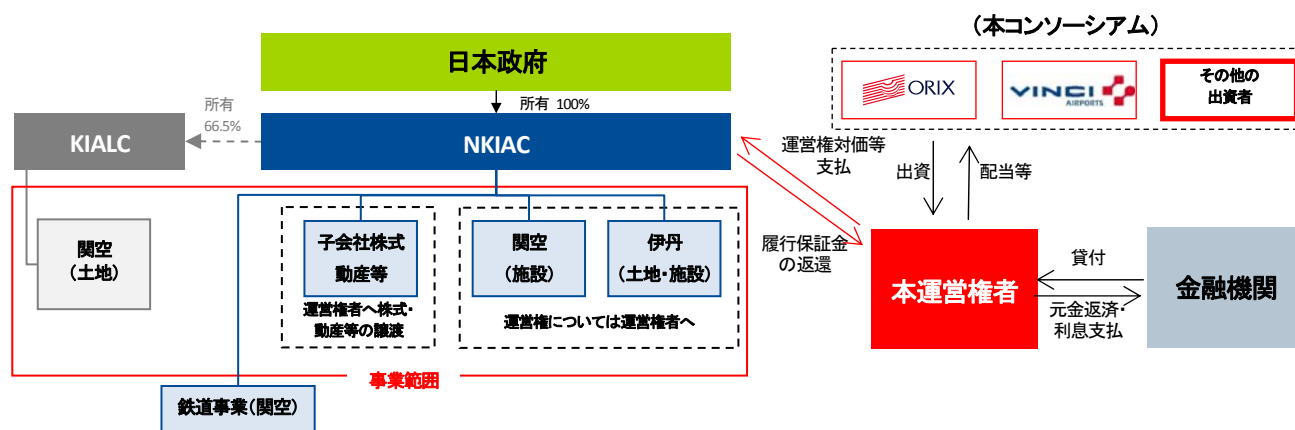 (本コンソーシアム)
日本政府
ORIX
VINCI
AIRPORTS
その他の
出資者
所有 100%
所有
66.5%
KIALC
NKIAC
運営権対価等
支払
出資
配当等
関空
(土地)
子会社株式
動産等
運営権者へ株式・
動産等の譲渡
関空
(施設)
伊丹
(土地・施設)
運営権については運営権者へ
履行保証金
の返還
本運営権者
貸付
元金返済・
利息支払
金融機関
事業範囲
鉄道事業(関空)